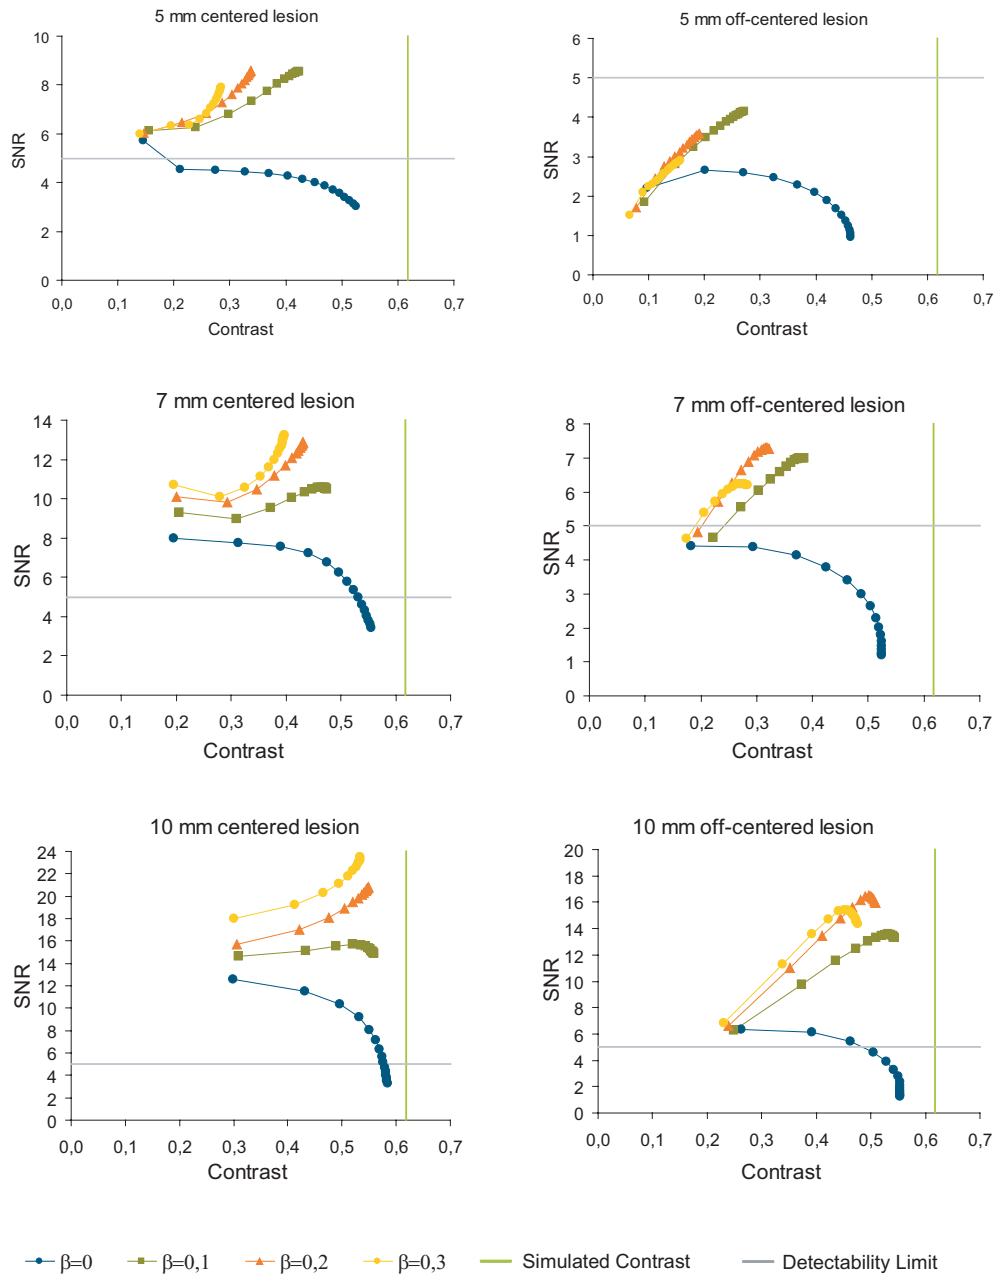 5 mm centered lesion
10
8
6
4
2
0
SNR
0,0 0,1 0,2 0,3 0,4 0,5 0,6 0,7
Contrast
5 mm off-centered lesion
6
5
4
3
2
1
0
SNR
0,0 0,1 0,2 0,3 0,4 0,5 0,6 0,7
Contrast
7 mm centered lesion
14
12
10
8
6
4
2
0
SNR
0,0 0,1 0,2 0,3 0,4 0,5 0,6 0,7
Contrast
7 mm off-centered lesion
8
7
6
5
4
3
2
1
0
SNR
0,0 0,1 0,2 0,3 0,4 0,5 0,6 0,7
Contrast
10 mm centered lesion
24
22
20
18
16
14
12
10
8
6
4
2
0
SNR
0,0 0,1 0,2 0,3 0,4 0,5 0,6 0,7
Contrast
10 mm off-centered lesion
20
18
16
14
12
10
8
6
4
2
0
SNR
0,0 0,1 0,2 0,3 0,4 0,5 0,6 0,7
Contrast
β=0 β=0,1 β=0,2 β=0,3 Simulated Contrast Detectability Limit